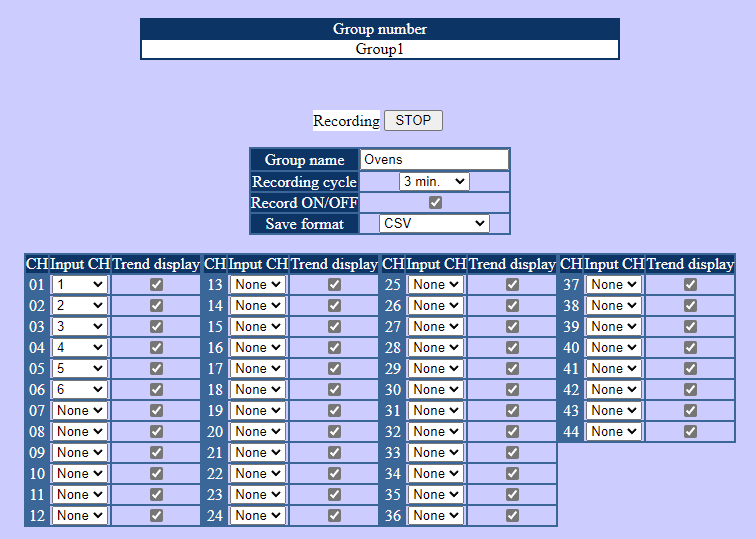 Group number
Group1
Recording STOP
Group name Ovens
Recording cycle 3 min.
Record ON/OFF
Save format CSV
CH Input CH Trend display CH Input CH Trend display CH Input CH Trend display CH Input CH Trend display
01 1 13 None 25 None 37 None
02 2 14 None 26 None 38 None
03 3 15 None 27 None 39 None
04 4 16 None 28 None 40 None
05 5 17 None 29 None 41 None
06 6 18 None 30 None 42 None
07 None 19 None 31 None 43 None
08 None 20 None 32 None 44 None
09 None 21 None 33 None
10 None 22 None 34 None
11 None 23 None 35 None
12 None 24 None 36 None